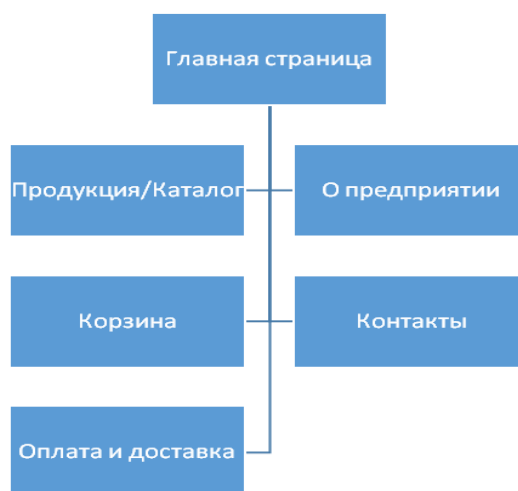 Главная страница
Продукция/Каталог
О предприятии
Корзина
Контакты
Оплата и доставка